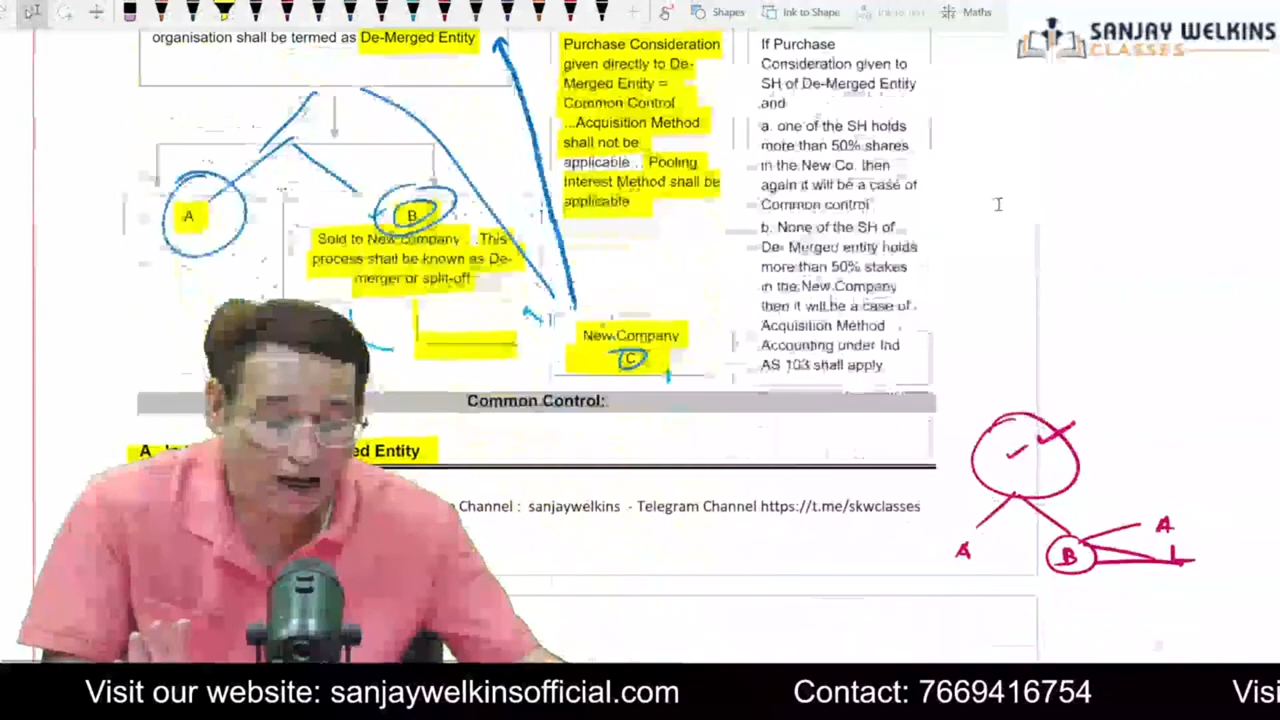 Shapes
Ink to Shape
Maths
SANJAY WELKINS
CLASSES
organisation shall be termed as De-Merged Entity
A
B
Sold to New company ...This
process shall be known as De-
merger or split-off
Purchase Consideration
given directly to De-
Merged Entity =
Common Control
...Acquisition Method
shall not be
applicable... Pooling
Interest Method shall be
applicable
New Company
C
If Purchase
Consideration given to
SH of De-Merged Entity
and
a. one of the SH holds
more than 50% shares
in the New Co. then
again it will be a case of
Common control
b. None of the SH of
De- Merged entity holds
more than 50% stakes
in the New Company
then it will be a case of
Acquisition Method
Accounting under Ind
AS 103 shall apply
Common Control:
A
ed Entity
Channel : sanjaywelkins - Telegram Channel https://t.me/skwclasses
A
B
A
L
Visit our website: sanjaywelkinsofficial.com
Contact: 7669416754
Visi